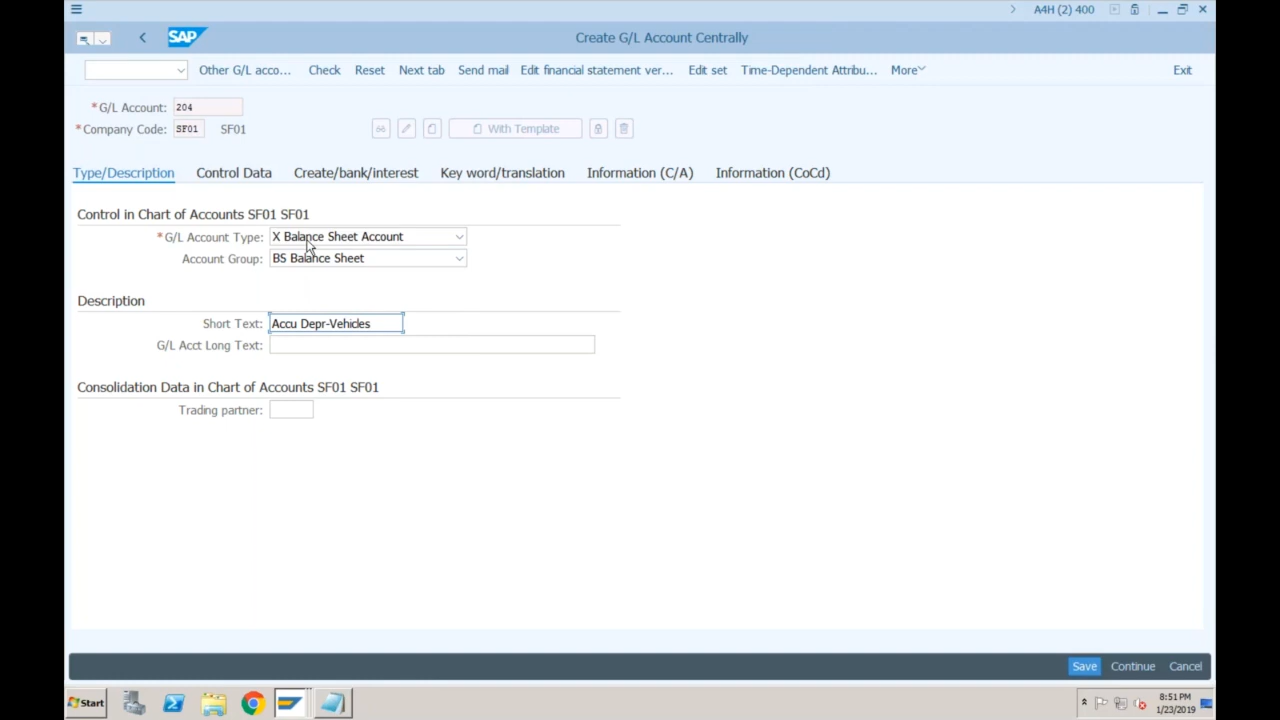 A4H (2) 400
SAP
Create G/L Account Centrally
Other G/L acco... Check Reset Next tab Send mail Edit financial statement ver... Edit set Time-Dependent Attribu... More Exit
*G/L Account: 204
*Company Code: SF01 SF01 With Template
Type/Description Control Data Create/bank/interest Key word/translation Information (C/A) Information (CoCd)
Control in Chart of Accounts SF01 SF01
*G/L Account Type: X Balance Sheet Account
Account Group: BS Balance Sheet
Description
Short Text: Accu Depr-Vehicles
G/L Acct Long Text:
Consolidation Data in Chart of Accounts SF01 SF01
Trading partner:
Save Continue Cancel
Start 8:51 PM
1/23/2019